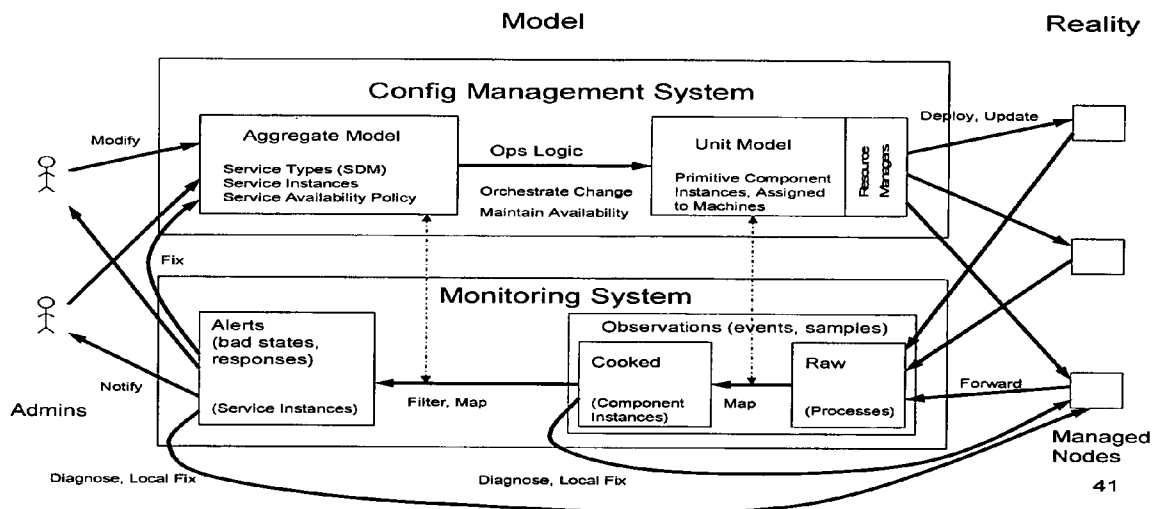 Model
Reality
Config Management System
Modify
Aggregate Model
Service Types (SDM)
Service Instances
Service Availability Policy
Ops Logic
Orchestrate Change
Maintain Availability
Unit Model
Primitive Component
Instances, Assigned
to Machines
Resource
Managers
Deploy, Update
Fix
Monitoring System
Alerts
(bad states,
responses)
(Service Instances)
Notify
Admins
Filter, Map
Observations (events, samples)
Cooked
(Component
Instances)
Map
Raw
(Processes)
Forward
Managed
Nodes
Diagnose, Local Fix
Diagnose, Local Fix
41